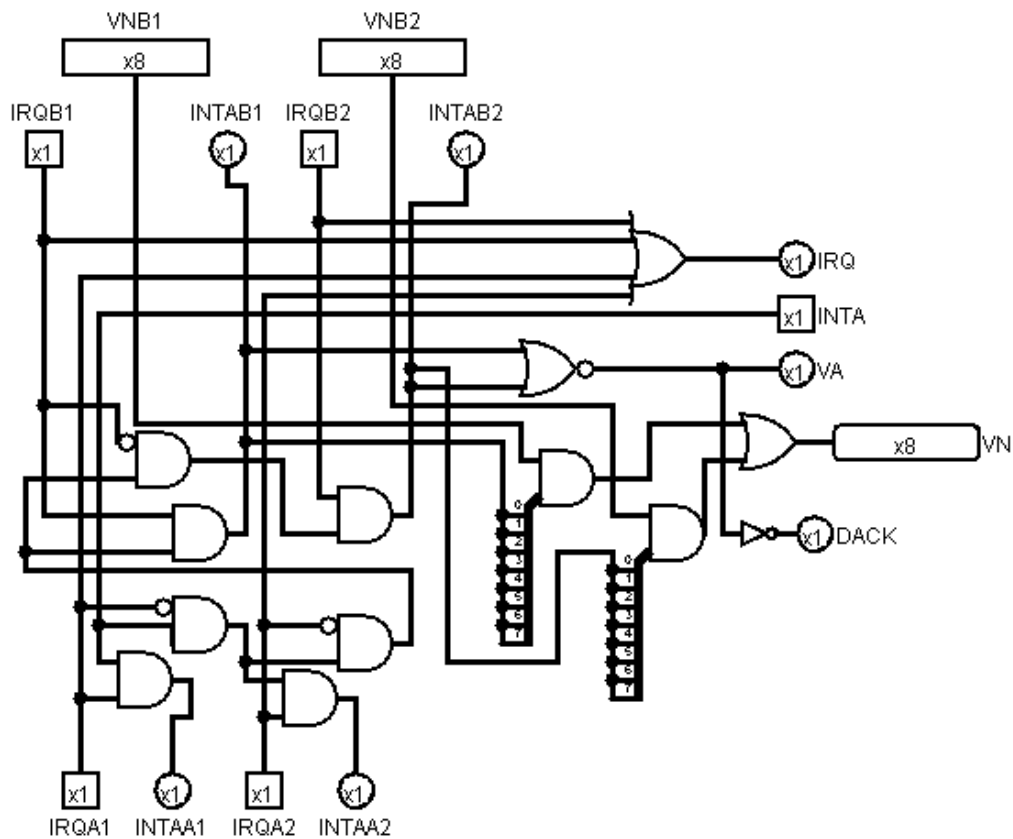 VNB1 VNB2
x8 x8
IRQB1 INTAB1 IRQB2 INTAB2
x1 x1 x1 x1
x1 IRQ
x1 INTA
x1 VA
x8 VN
0
1
2
3
4
5
6
7
x1 DACK
0
1
2
3
4
5
6
7
x1 x1 x1 x1
IRQA1 INTAA1 IRQA2 INTAA2